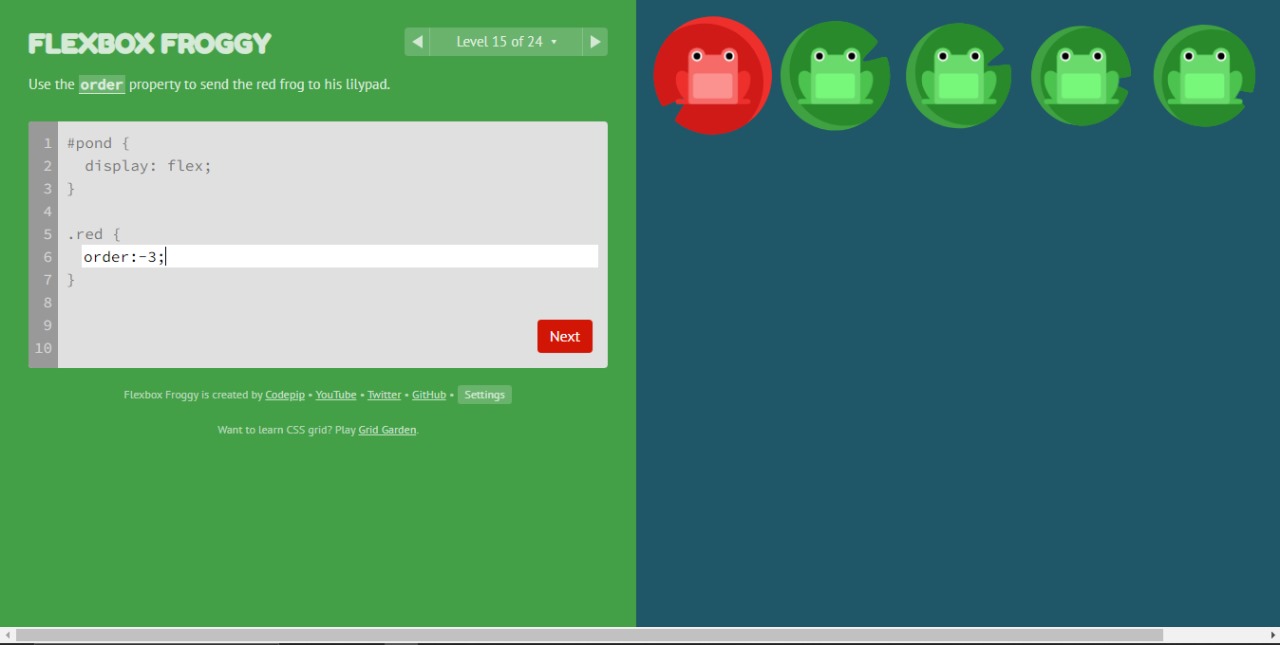 FLEXBOX FROGGY
Level 15 of 24
Use the order property to send the red frog to his lilypad.
1 #pond {
2 display: flex;
3 }
4
5 .red {
6 order:-3;
7 }
8
9
10
Next
Flexbox Froggy is created by Codepip • YouTube • Twitter • GitHub • Settings
Want to learn CSS grid? Play Grid Garden.